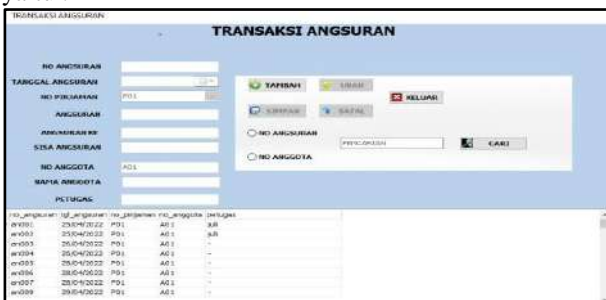 TRANSAKSI ANGSURAN
TRANSAKSI ANGSURAN
NO ANGSURAN
TANGGAL ANGSURAN
NO PINJAMAN P01
ANGSURAN
ANGSURAN KE
SISA ANGSURAN
NO ANGGOTA A01
NAMA ANGGOTA
PETUGAS
TAMBAH UBAH
KELUAR
SIMPAN BATAL
NO ANGSURAN
PENCARIAN CARI
NO ANGGOTA
no_angsuran tgl_angsuran no_pinjaman no_anggota petugas
an001 25/04/2022 P01 A01 juli
an002 25/04/2022 P01 A01 juli
an003 26/04/2022 P01 A01 -
an004 26/04/2022 P01 A01 -
an005 28/04/2022 P01 A01 -
an006 28/04/2022 P01 A01 -
an007 28/04/2022 P01 A01 -
an008 29/04/2022 P01 A01 -